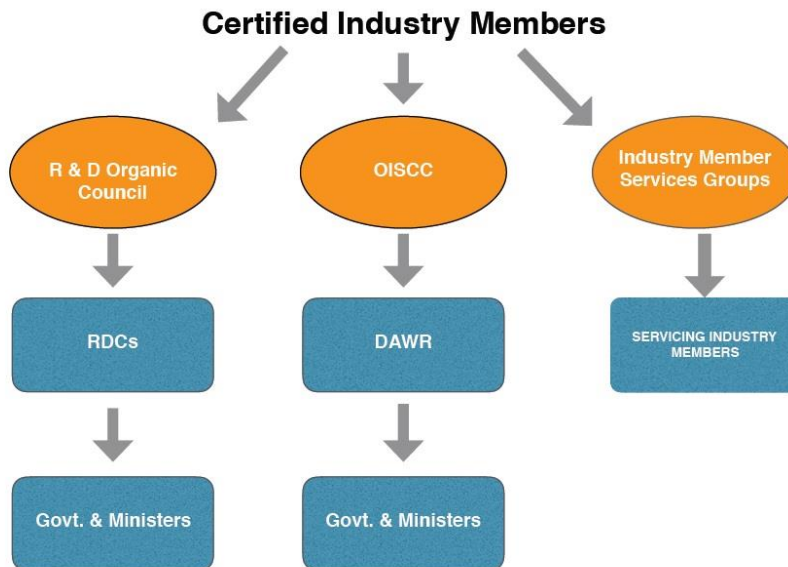 Certified Industry Members
R & D Organic
Council
OISCC
Industry Member
Services Groups
RDCs
DAWR
SERVICING INDUSTRY
MEMBERS
Govt. & Ministers
Govt. & Ministers